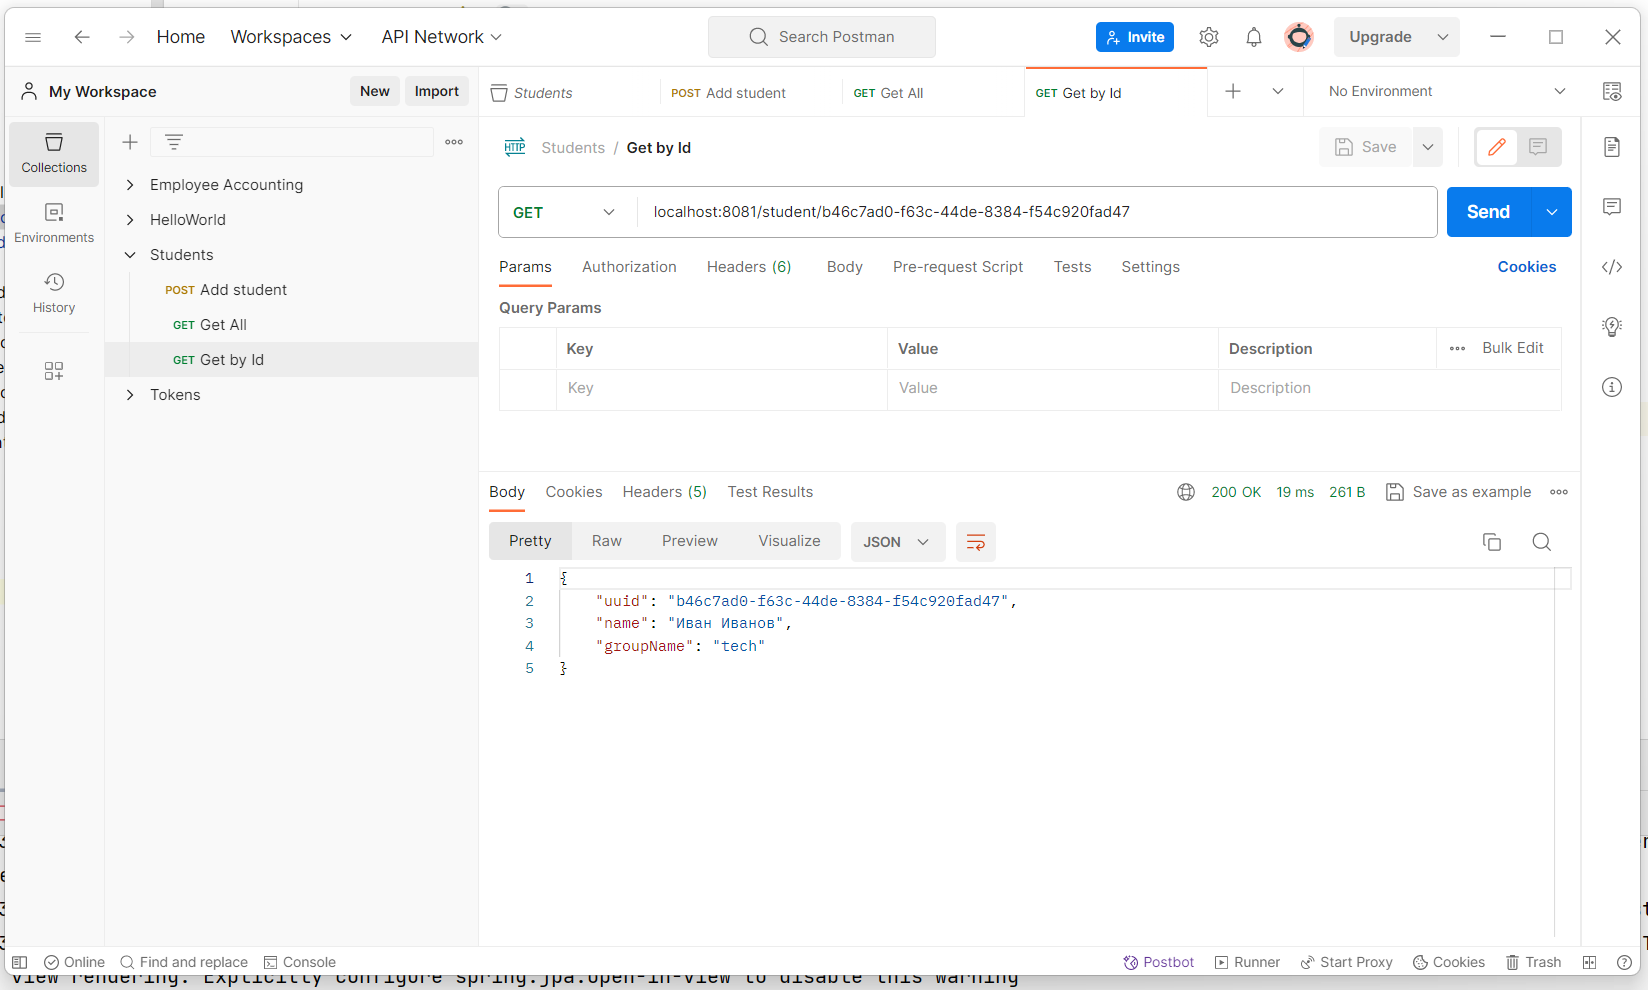 Home Workspaces API Network Search Postman Invite Upgrade
My Workspace New Import Students POST Add student GET Get All GET Get by Id No Environment
Collections
Environments
History
Employee Accounting
HelloWorld
Students
POST Add student
GET Get All
GET Get by Id
Tokens
HTTP Students / Get by Id Save
GET localhost:8081/student/b46c7ad0-f63c-44de-8384-f54c920fad47 Send
Params Authorization Headers (6) Body Pre-request Script Tests Settings Cookies
Query Params
Key Value Description Bulk Edit
Key Value Description
Body Cookies Headers (5) Test Results 200 OK 19 ms 261 B Save as example
Pretty Raw Preview Visualize JSON
1 {
2 "uuid": "b46c7ad0-f63c-44de-8384-f54c920fad47",
3 "name": "Иван Иванов",
4 "groupName": "tech"
5 }
Online Find and replace Console Postbot Runner Start Proxy Cookies Trash
view rendering. Explicitly configure spring.jpa.open-in-view to disable this warning